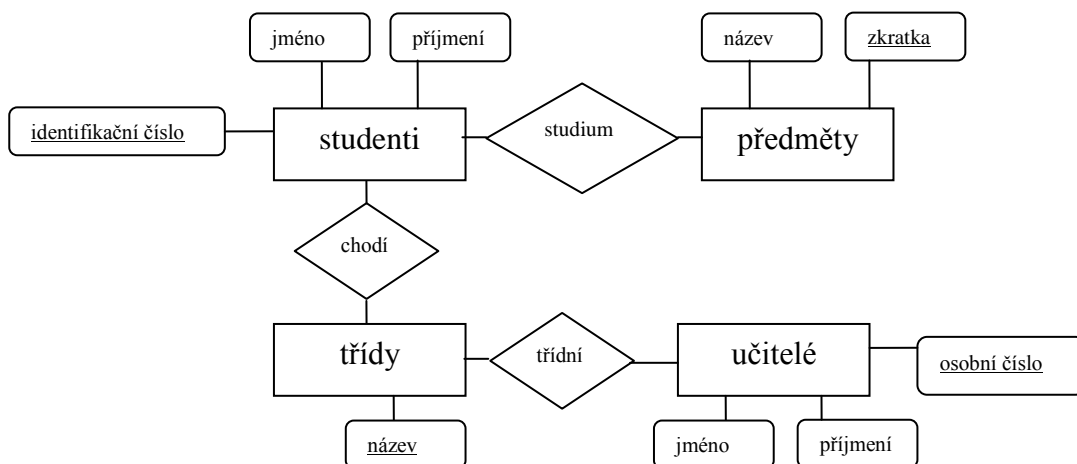 jméno
příjmení
název
zkratka
identifikační číslo
studenti
studium
předměty
chodí
třídy
třídní
učitelé
osobní číslo
název
jméno
příjmení